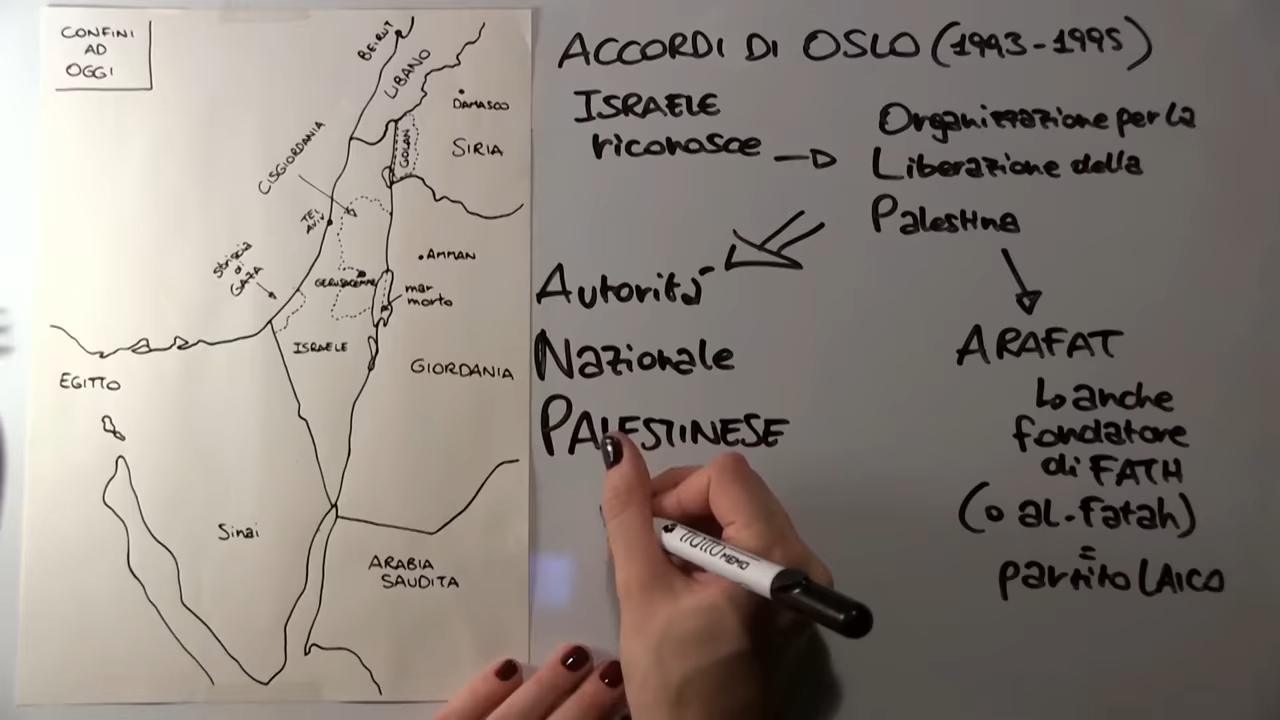 CONFINI
AD
OGGI
BEIRUT
LIBANO
DAMASCO
GOLAN
SIRIA
CISGIORDANIA
TEL
AVIV
AMMAN
striscia
di
GAZA
GERUSALEMME
mar
morto
ISRAELE
GIORDANIA
EGITTO
Sinai
ARABIA
SAUDITA
ACCORDI DI OSLO (1993-1995)
ISRAELE
riconosce
Organizzazione per la
Liberazione della
Palestina
Autorità
Nazionale
PALESTINESE
ARAFAT
anche
fondatore
di FATH
(o al-Fatah)
=
partito LAICO
tratto MEMO